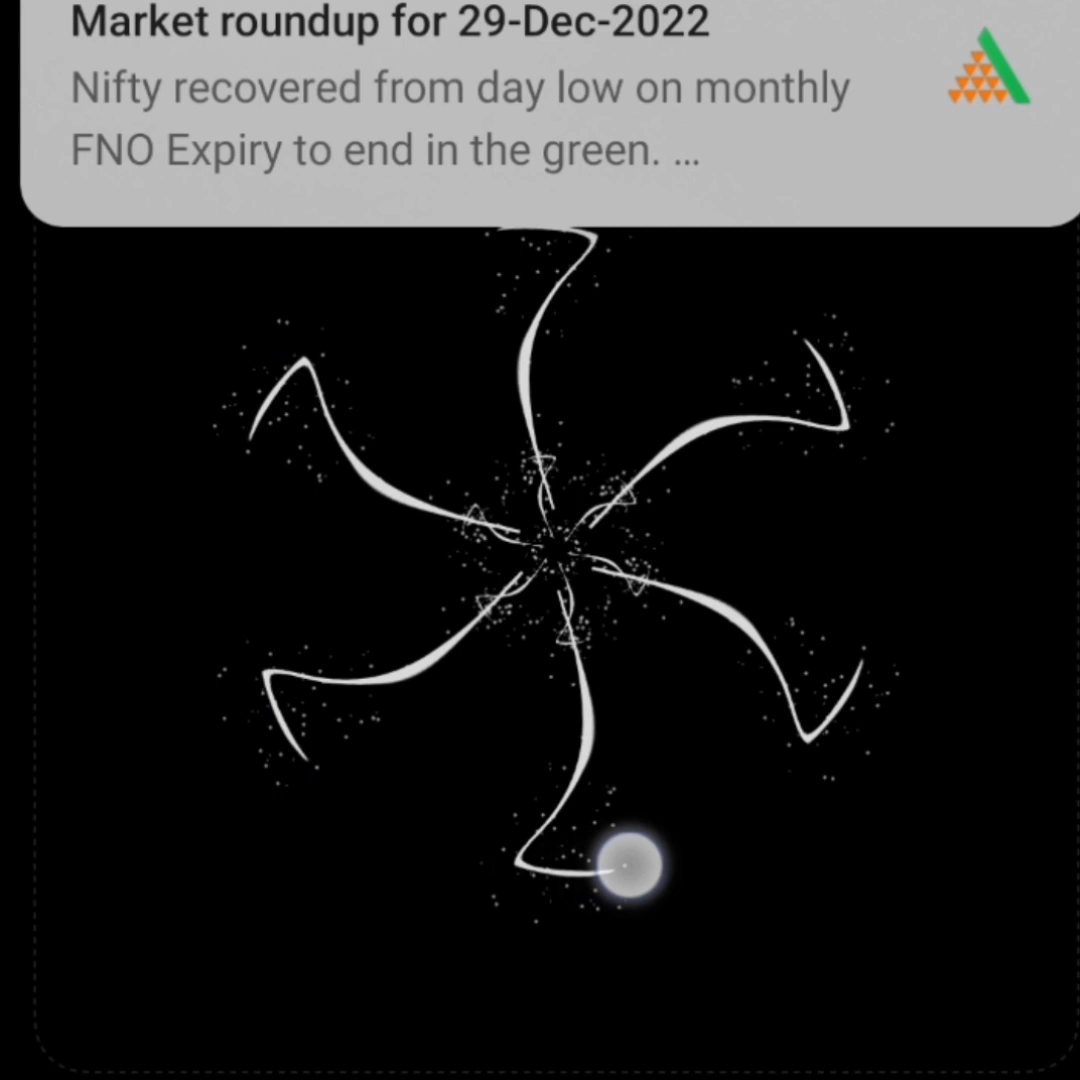 Market roundup for 29-Dec-2022
Nifty recovered from day low on monthly
FNO Expiry to end in the green. ...